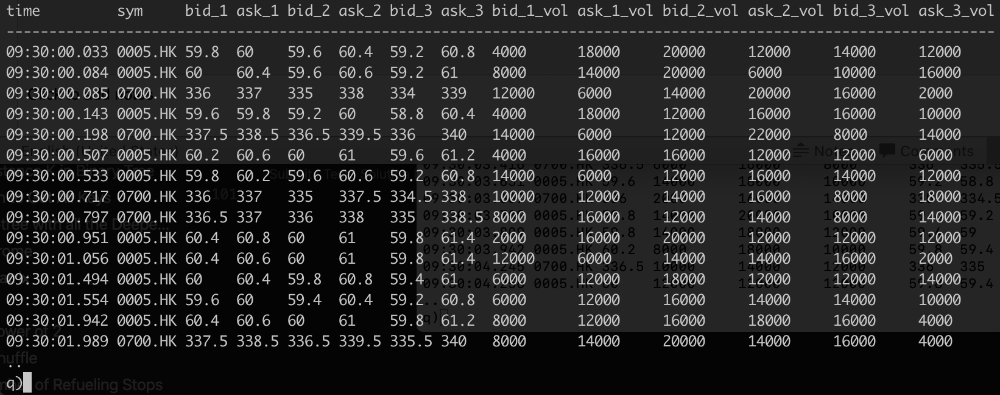 time sym bid_1 ask_1 bid_2 ask_2 bid_3 ask_3 bid_1_vol ask_1_vol bid_2_vol ask_2_vol bid_3_vol ask_3_vol
---------------------------------------------------------------------------------------------------------------------
09:30:00.033 0005.HK 59.8 60 59.6 60.4 59.2 60.8 4000 18000 20000 12000 14000 12000
09:30:00.084 0005.HK 60 60.4 59.6 60.6 59.2 61 8000 14000 20000 6000 10000 16000
09:30:00.085 0700.HK 336 337 335 338 334 339 12000 6000 14000 20000 16000 2000
09:30:00.143 0005.HK 59.6 59.8 59.2 60 58.8 60.4 4000 18000 12000 16000 16000 10000
09:30:00.198 0700.HK 337.5 338.5 336.5 339.5 336 340 14000 6000 12000 22000 8000 14000
09:30:00.507 0005.HK 60.2 60.6 60 61 59.6 61.2 4000 16000 16000 12000 12000 6000
09:30:00.533 0005.HK 59.8 60.2 59.6 60.6 59.2 60.8 14000 6000 12000 16000 14000 12000
09:30:00.717 0700.HK 336 337 335 337.5 334.5 338 10000 12000 14000 16000 8000 18000
09:30:00.797 0700.HK 336.5 337 336 338 335 338.5 8000 16000 12000 14000 8000 14000
09:30:00.951 0005.HK 60.4 60.8 60 61 59.8 61.4 2000 16000 20000 12000 12000 12000
09:30:01.056 0005.HK 60.4 60.6 60 61 59.8 61.4 12000 6000 14000 14000 16000 2000
09:30:01.494 0005.HK 60 60.4 59.8 60.8 59.4 61 6000 12000 18000 12000 12000 14000
09:30:01.554 0005.HK 59.6 60 59.4 60.4 59.2 60.8 6000 12000 16000 14000 14000 10000
09:30:01.942 0005.HK 60.4 60.6 60 61 59.8 61.2 8000 12000 16000 18000 16000 4000
09:30:01.989 0700.HK 337.5 338.5 336.5 339.5 335.5 340 8000 14000 20000 14000 16000 4000
..
q)
Notes
Comments
of Refueling Stops